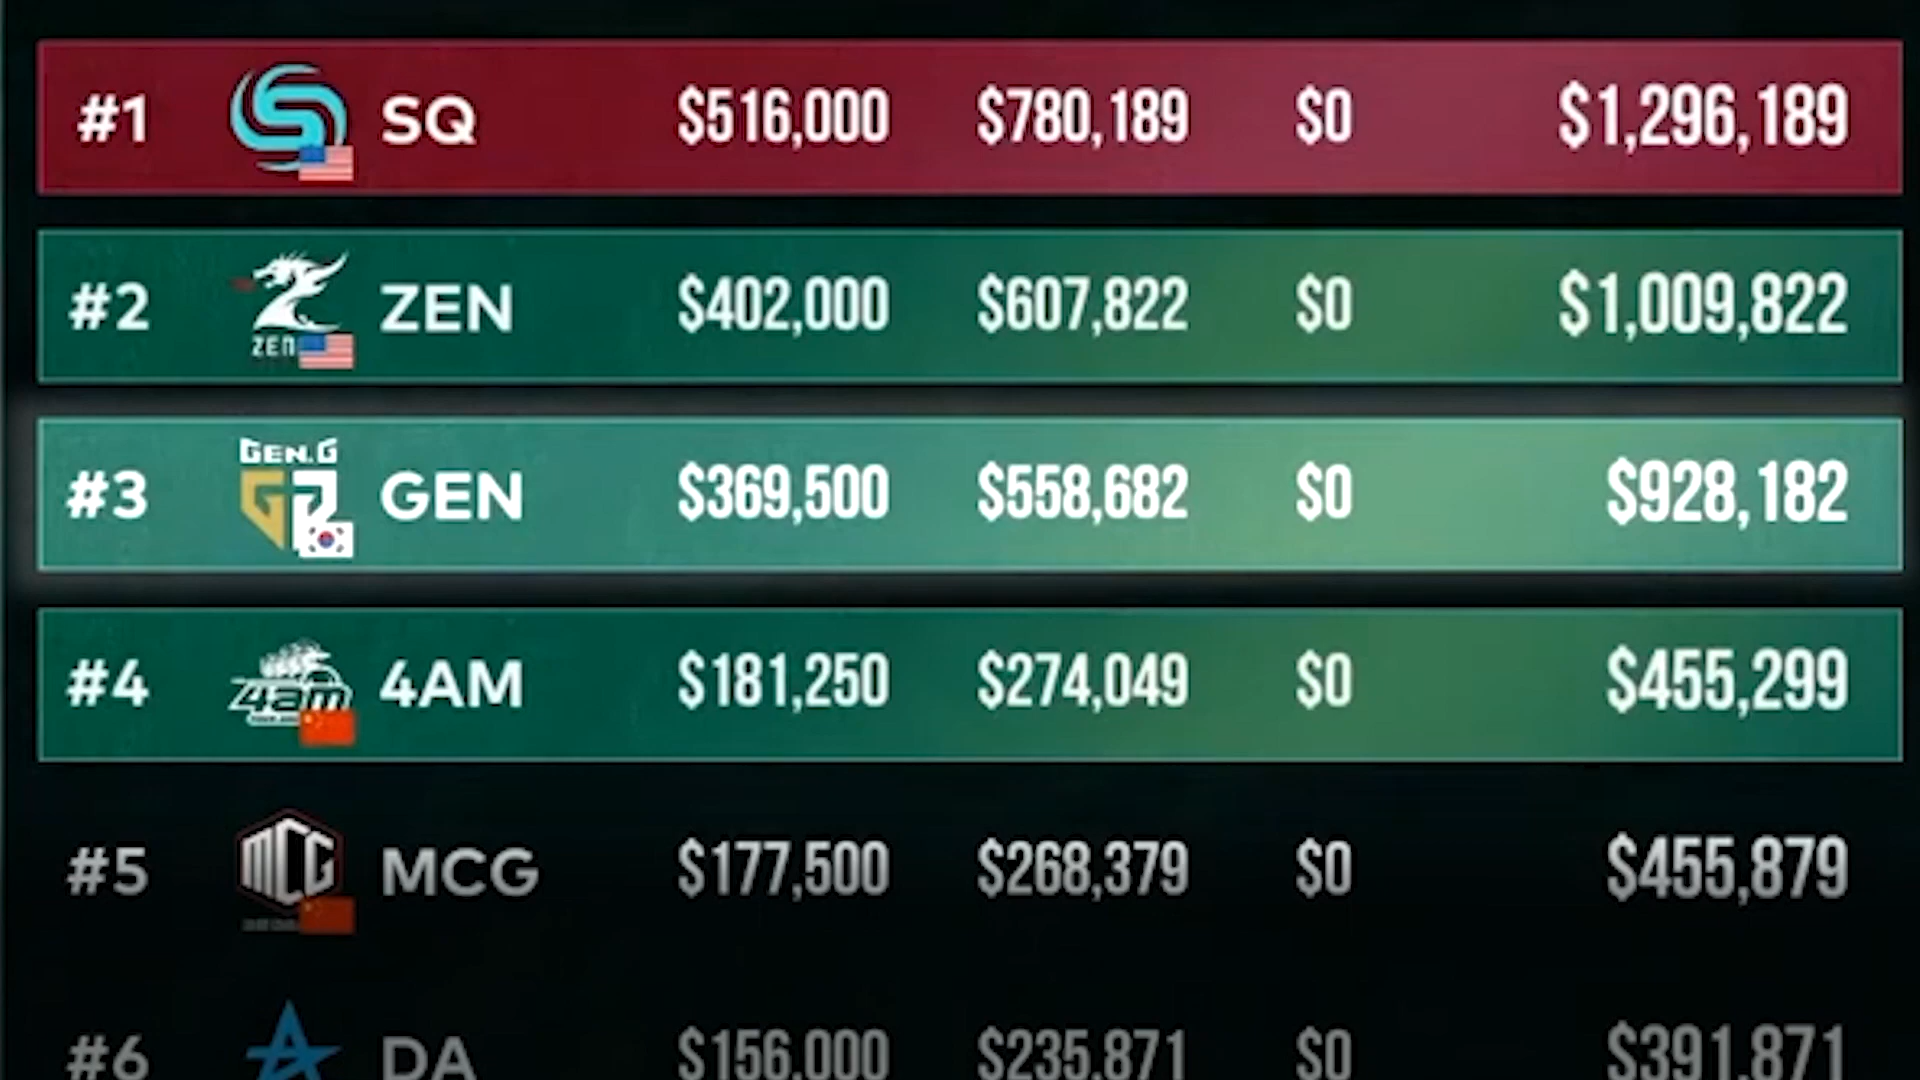 #1 SQ $516,000 $780,189 $0 $1,296,189
#2 ZEN ZEN $402,000 $607,822 $0 $1,009,822
#3 GEN.G GEN $369,500 $558,682 $0 $928,182
#4 4am 4AM $181,250 $274,049 $0 $455,299
#5 MCG MCG $177,500 $268,379 $0 $455,879
#6 DA $156,000 $235,871 $0 $391,871